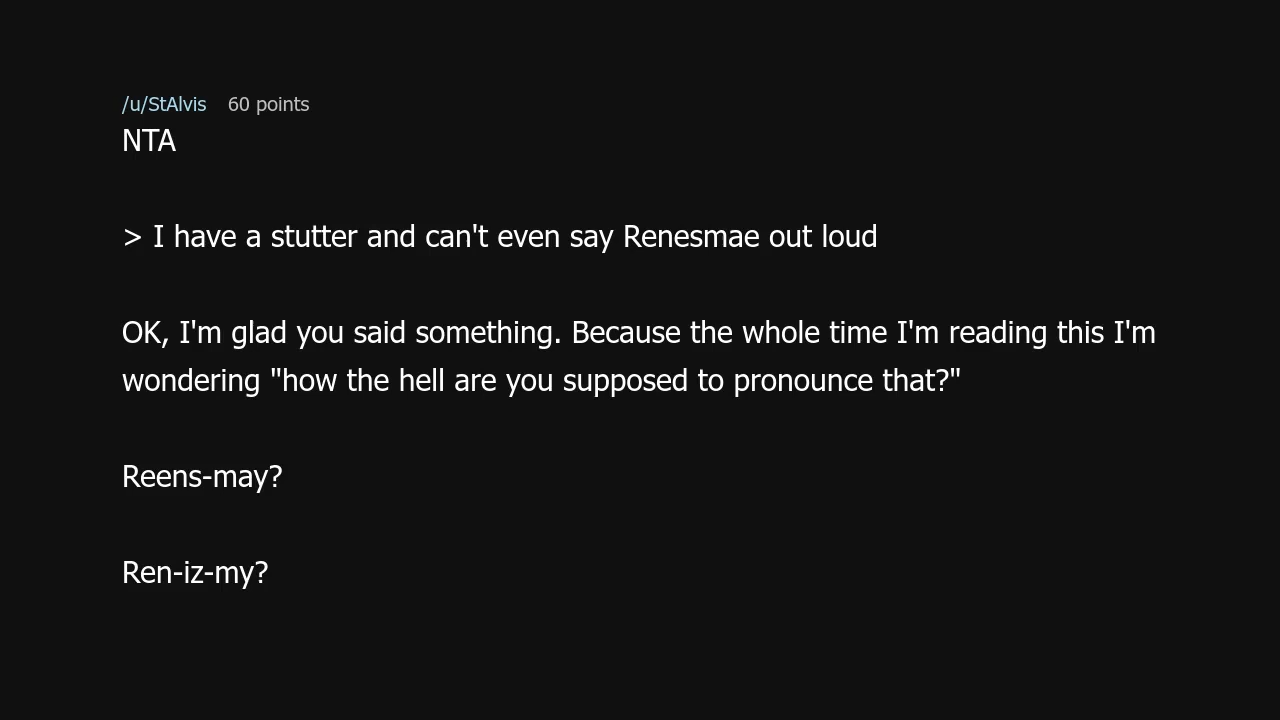 /u/StAlvis 60 points
NTA
> I have a stutter and can't even say Renesmae out loud
OK, I'm glad you said something. Because the whole time I'm reading this I'm
wondering "how the hell are you supposed to pronounce that?"
Reens-may?
Ren-iz-my?